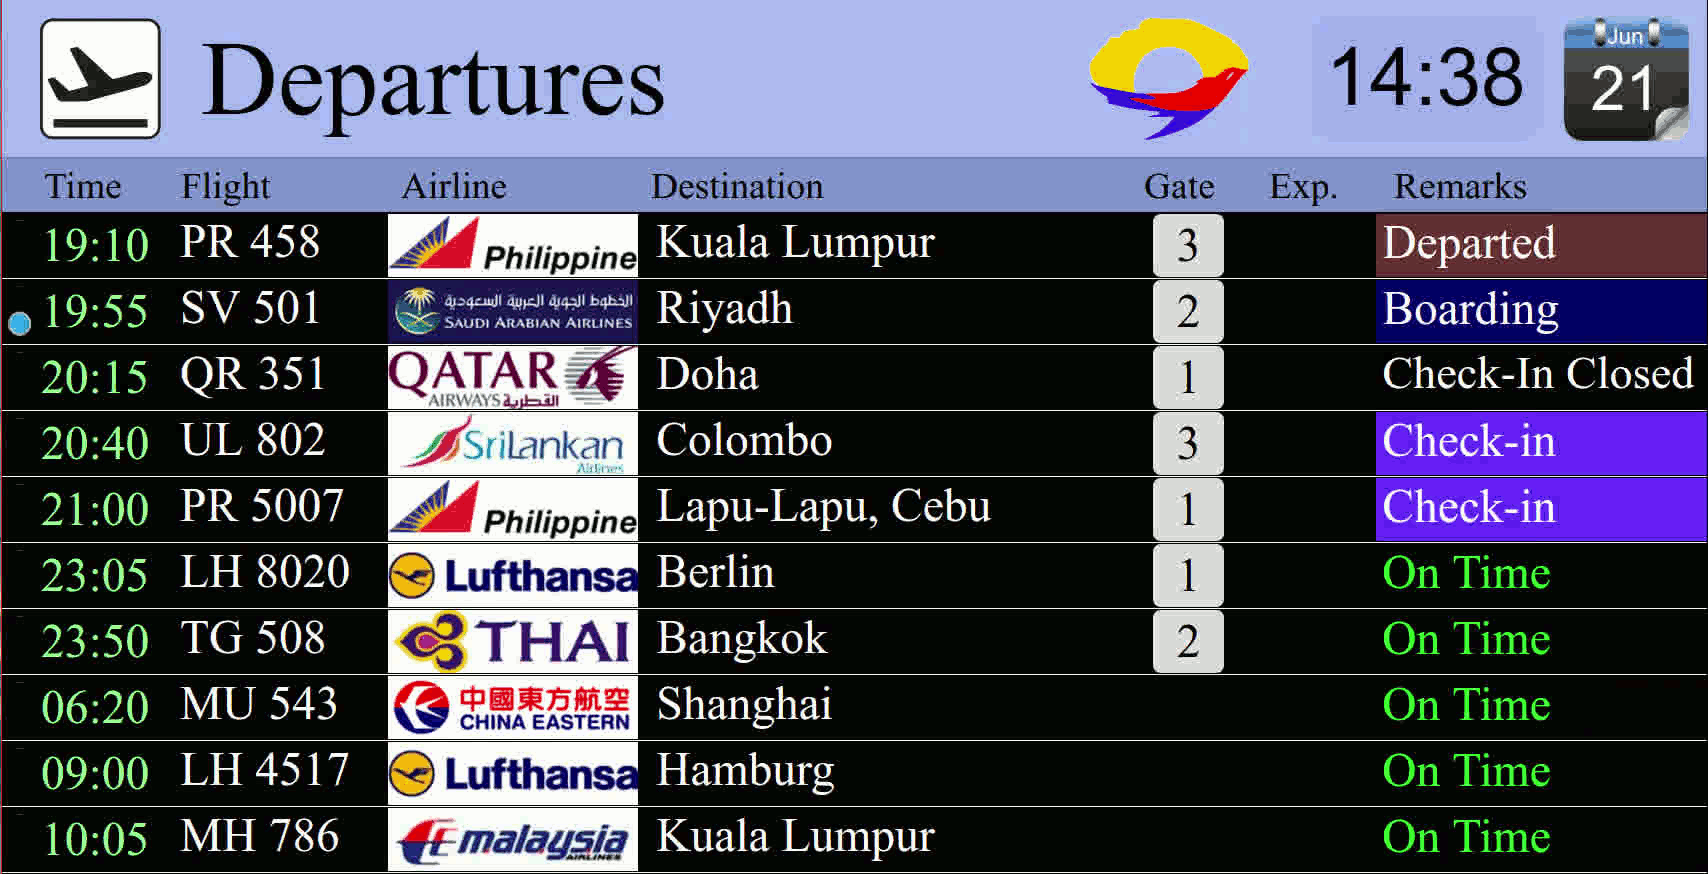 Departures 14:38 Jun 21
Time Flight Airline Destination Gate Exp. Remarks
19:10 PR 458 Philippine Kuala Lumpur 3 Departed
19:55 SV 501 الخطوط الجوية العربية السعودية SAUDI ARABIAN AIRLINES Riyadh 2 Boarding
20:15 QR 351 QATAR AIRWAYS القطرية Doha 1 Check-In Closed
20:40 UL 802 SriLankan Airlines Colombo 3 Check-in
21:00 PR 5007 Philippine Lapu-Lapu, Cebu 1 Check-in
23:05 LH 8020 Lufthansa Berlin 1 On Time
23:50 TG 508 THAI Bangkok 2 On Time
06:20 MU 543 中國東方航空 CHINA EASTERN Shanghai On Time
09:00 LH 4517 Lufthansa Hamburg On Time
10:05 MH 786 malaysia AIRLINES Kuala Lumpur On Time